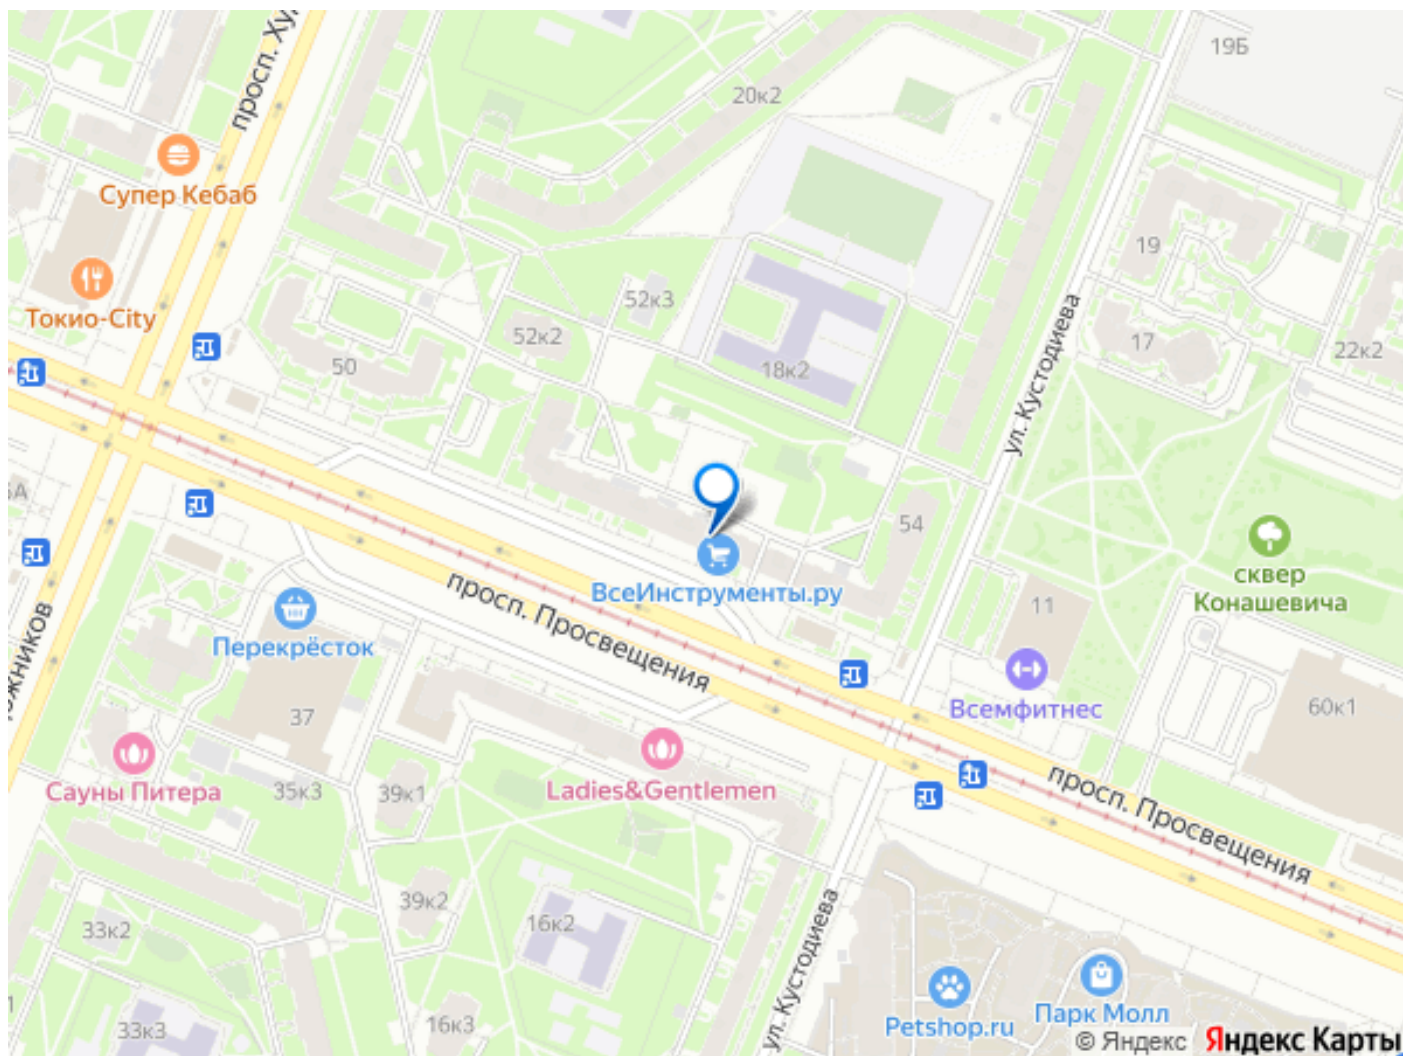 19Б
просп. Ху
20к2
Супер Кебаб
19
52к3
Токио-City
52к2
17
22к2
50
18к2
ул. Кустодиева
54
сквер
Конашевича
ВсеИнструменты.ру
11
просп. Просвещения
Перекрёсток
Всемфитнес
60к1
37
Сауны Питера
35к3
39к1
Ladies&Gentlemen
просп. Просвещения
39к2
16к2
33к2
ул. Кустодиева
33к3
16к3
Petshop.ru
Парк Молл
© Яндекс Яндекс Карты